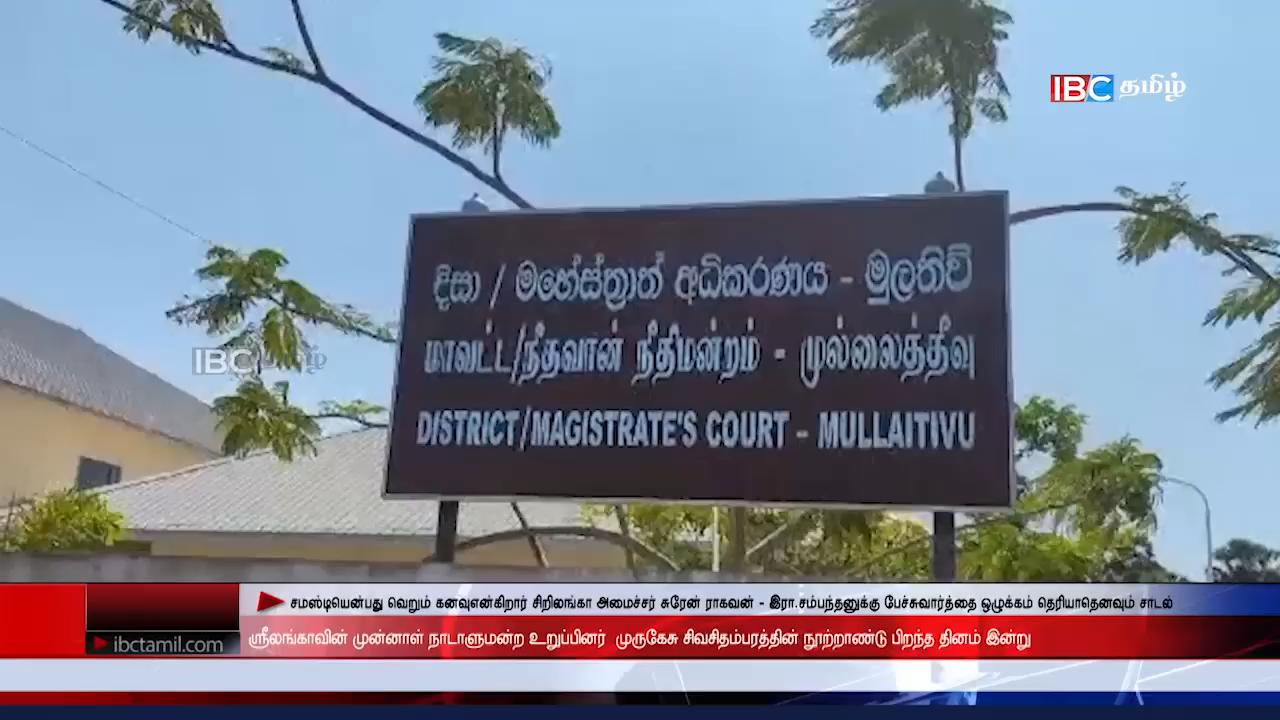 IBC தமிழ்
දිසා / මහේස්ත්‍රාත් අධිකරණය - මුලතිව්
மாவட்ட/நீதவான் நீதிமன்றம் - முல்லைத்தீவு
IBC தமிழ்
DISTRICT/MAGISTRATE'S COURT - MULLAITIVU
சமஸ்டியென்பது வெறும் கனவுஎன்கிறார் சிறிலங்கா அமைச்சர் சுரேன் ராகவன் - இரா.சம்பந்தனுக்கு பேச்சுவார்த்தை ஒழுக்கம் தெரியாதெனவும் சாடல்
ibctamil.com
ஸ்ரீலங்காவின் முன்னாள் நாடாளுமன்ற உறுப்பினர் முருகேசு சிவசிதம்பரத்தின் நூற்றாண்டு பிறந்த தினம் இன்று